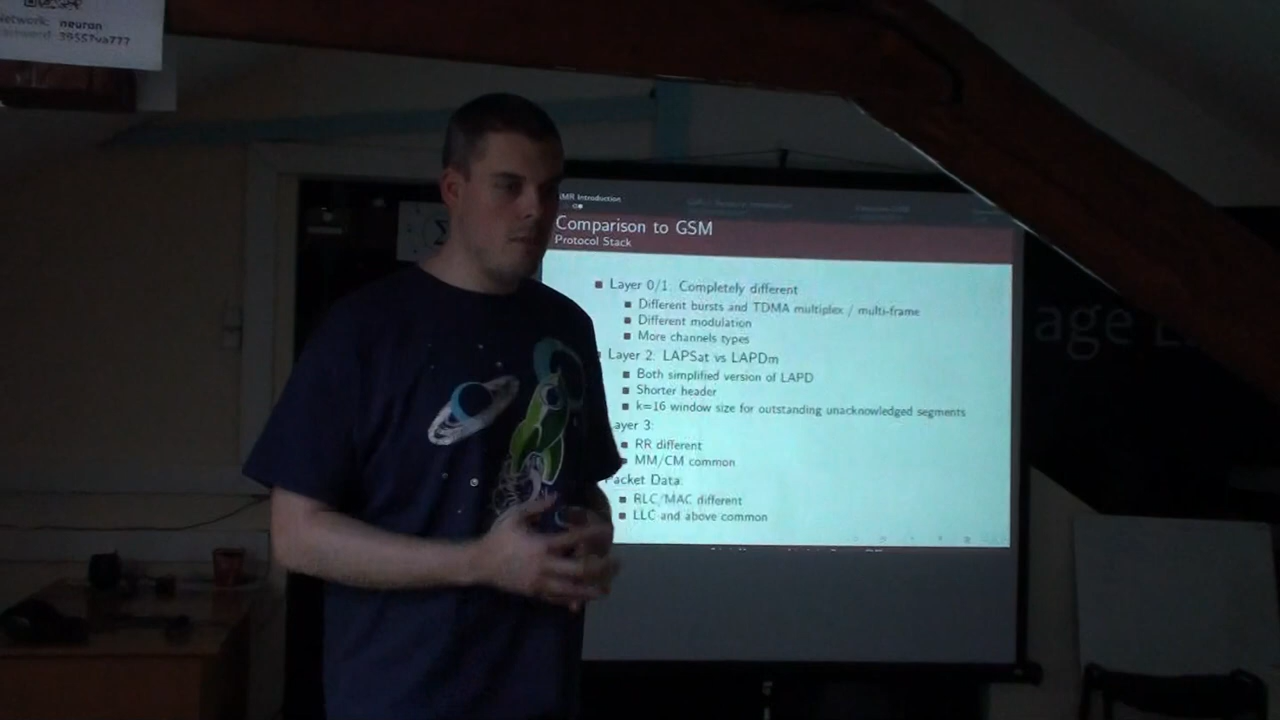 Network: neuron
39557va777
MR Introduction
Comparison to GSM
Protocol Stack
Layer 0/1: Completely different
Different bursts and TDMA multiplex / multi-frame
Different modulation
More channels types
Layer 2: LAPSat vs LAPDm
Both simplified version of LAPD
Shorter header
k=16 window size for outstanding unacknowledged segments
ayer 3:
RR different
MM/CM common
Packet Data:
RLC/MAC different
LLC and above common
age